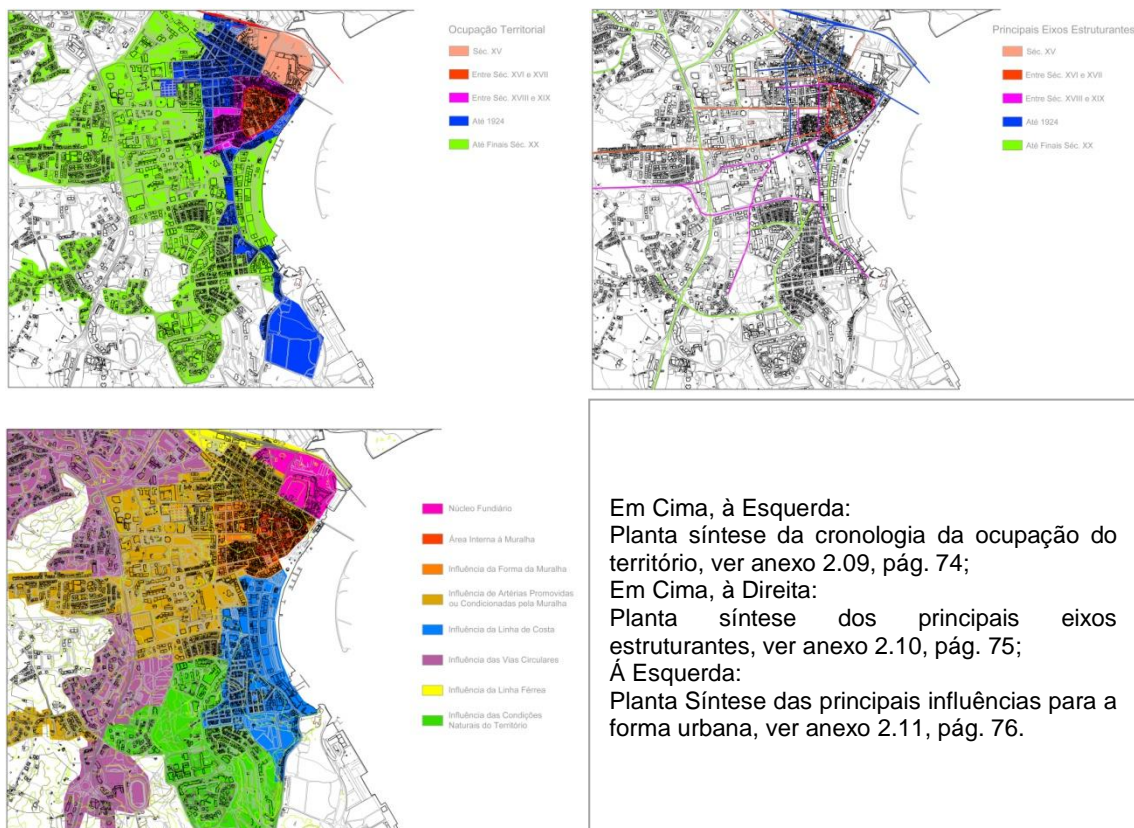 Ocupação Territorial
Séc. XV
Entre Séc. XVI e XVII
Entre Séc. XVIII e XIX
Até 1924
Até Finais Séc. XX
Principais Eixos Estruturantes
Séc. XV
Entre Séc. XVI e XVII
Entre Séc. XVIII e XIX
Até 1924
Até Finais Séc. XX
Núcleo Fundiário
Área Interna á Muralha
Influência da Forma da Muralha
Influência de Artérias Promovidas
ou Condicionadas pela Muralha
Influência da Linha de Costa
Influência das Vias Circulares
Influência da Linha Férrea
Influência das Condições
Naturais do Território
Em Cima, à Esquerda:
Planta síntese da cronologia da ocupação do
território, ver anexo 2.09, pág. 74;
Em Cima, à Direita:
Planta síntese dos principais eixos
estruturantes, ver anexo 2.10, pág. 75;
Á Esquerda:
Planta Síntese das principais influências para a
forma urbana, ver anexo 2.11, pág. 76.